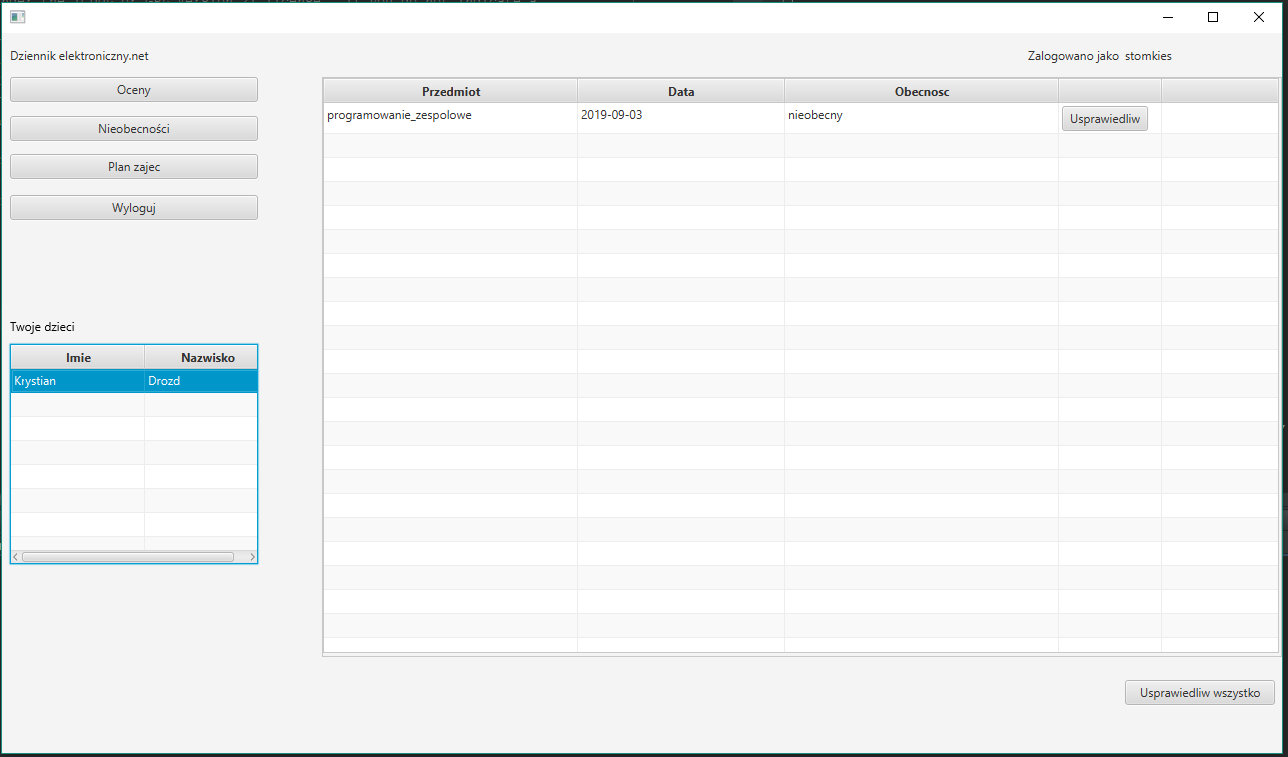 Dziennik elektroniczny.net
Zalogowano jako stomkies
Oceny
Nieobecności
Plan zajec
Wyloguj
Twoje dzieci
Imie Nazwisko
Krystian Drozd
Przedmiot Data Obecnosc
programowanie_zespolowe 2019-09-03 nieobecny Usprawiedliw
Usprawiedliw wszystko